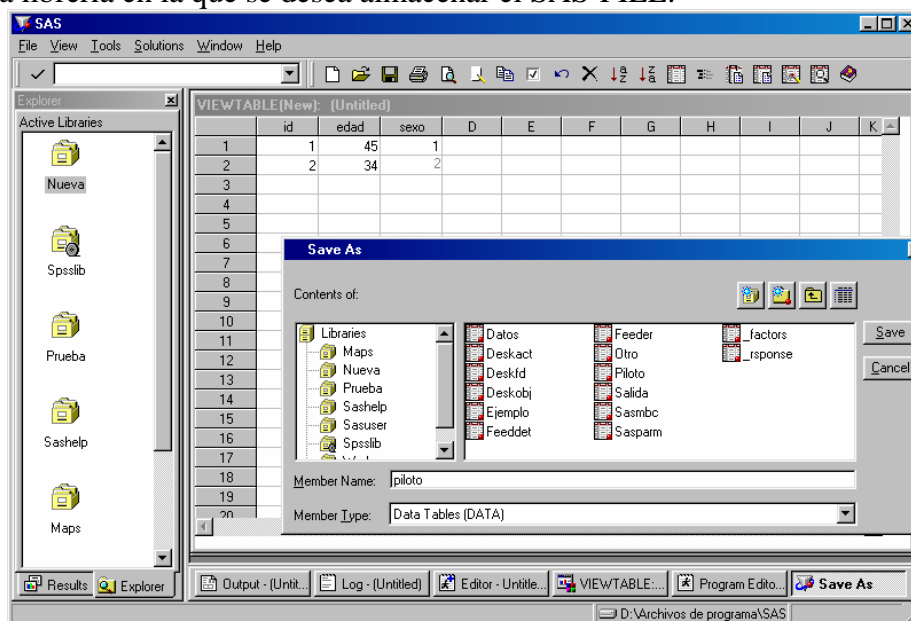 a librería en la que se desea almacenar el SAS FILE.
SAS
File View Tools Solutions Window Help
Explorer
Active Libraries
Nueva
Spsslib
Prueba
Sashelp
Maps
Results Explorer
VIEWTABLE(New): (Untitled)
id edad sexo D E F G H I J K
1 1 45 1
2 2 34 2
3
4
5
6
7
8
9
10
11
12
13
14
15
16
17
18
19
20
Save As
Contents of:
Libraries
Maps
Nueva
Prueba
Sashelp
Sasuser
Spsslib
Datos
Deskact
Deskfd
Deskobj
Ejemplo
Feeddet
Feeder
Otro
Piloto
Salida
Sasmbc
Sasparm
_factors
_rsponse
Save
Cancel
Member Name: piloto
Member Type: Data Tables (DATA)
Output - (Untit... Log - (Untitled) Editor - Untitle... VIEWTABLE:... Program Edito... Save As
D:\Archivos de programa\SAS